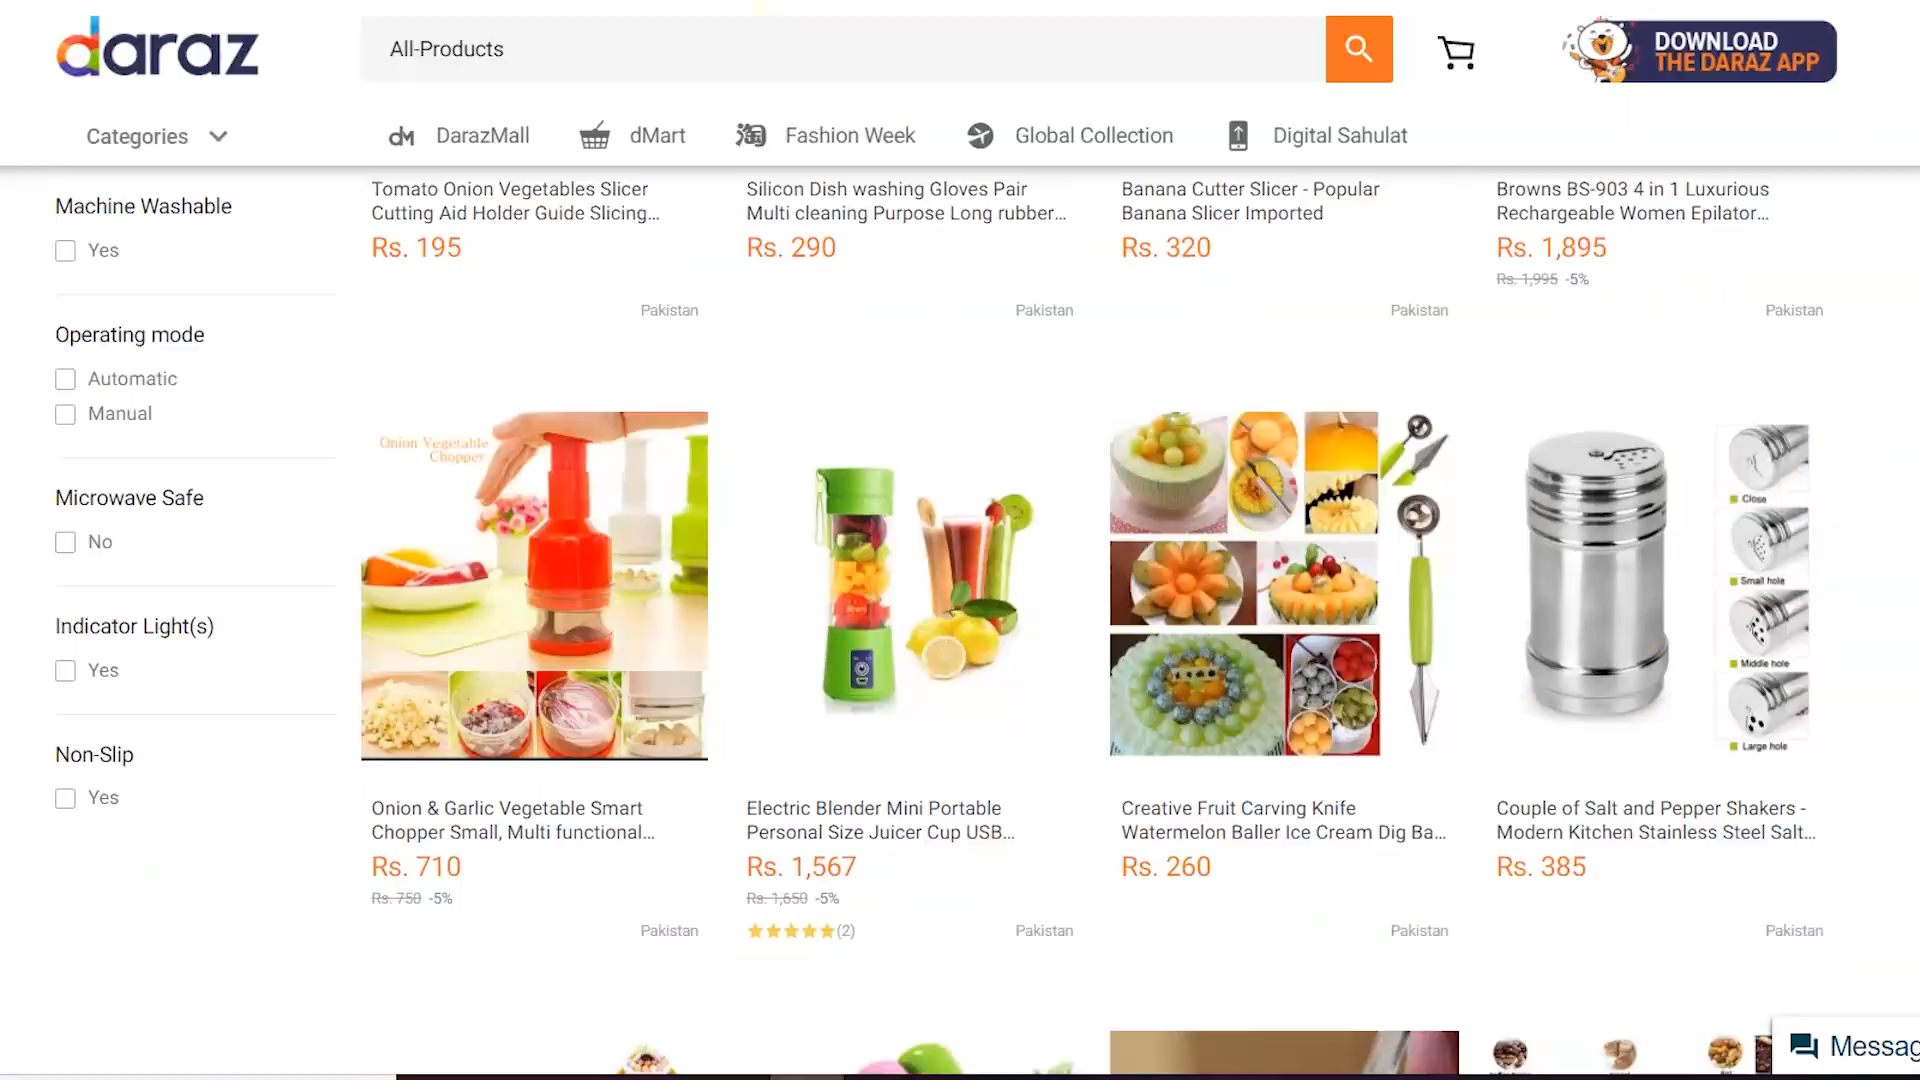 daraz
All-Products
DOWNLOAD
THE DARAZ APP
Categories
DarazMall
dMart
Fashion Week
Global Collection
Digital Sahulat
Machine Washable
Yes
Operating mode
Automatic
Manual
Microwave Safe
No
Indicator Light(s)
Yes
Non-Slip
Yes
Tomato Onion Vegetables Slicer
Cutting Aid Holder Guide Slicing...
Rs. 195
Pakistan
Silicon Dish washing Gloves Pair
Multi cleaning Purpose Long rubber...
Rs. 290
Pakistan
Banana Cutter Slicer - Popular
Banana Slicer Imported
Rs. 320
Pakistan
Browns BS-903 4 in 1 Luxurious
Rechargeable Women Epilator...
Rs. 1,895
Rs. 1,995 -5%
Pakistan
Onion Vegetable
Chopper
Onion & Garlic Vegetable Smart
Chopper Small, Multi functional...
Rs. 710
Rs. 750 -5%
Pakistan
Electric Blender Mini Portable
Personal Size Juicer Cup USB...
Rs. 1,567
Rs. 1,650 -5%
(2)
Pakistan
Creative Fruit Carving Knife
Watermelon Baller Ice Cream Dig Ba...
Rs. 260
Pakistan
Close
Small hole
Middle hole
Large hole
Couple of Salt and Pepper Shakers -
Modern Kitchen Stainless Steel Salt...
Rs. 385
Pakistan
Messag